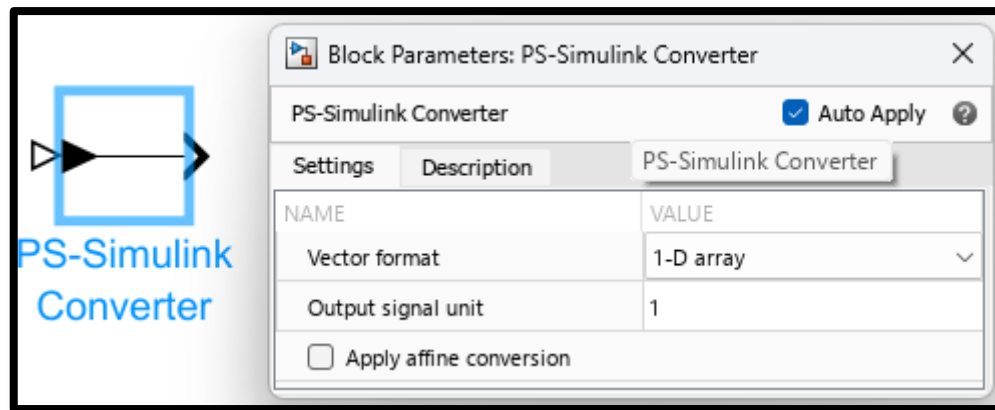 Block Parameters: PS-Simulink Converter
PS-Simulink Converter
Auto Apply
Settings
Description
PS-Simulink Converter
NAME
VALUE
Vector format
1-D array
Output signal unit
1
Apply affine conversion
PS-Simulink
Converter